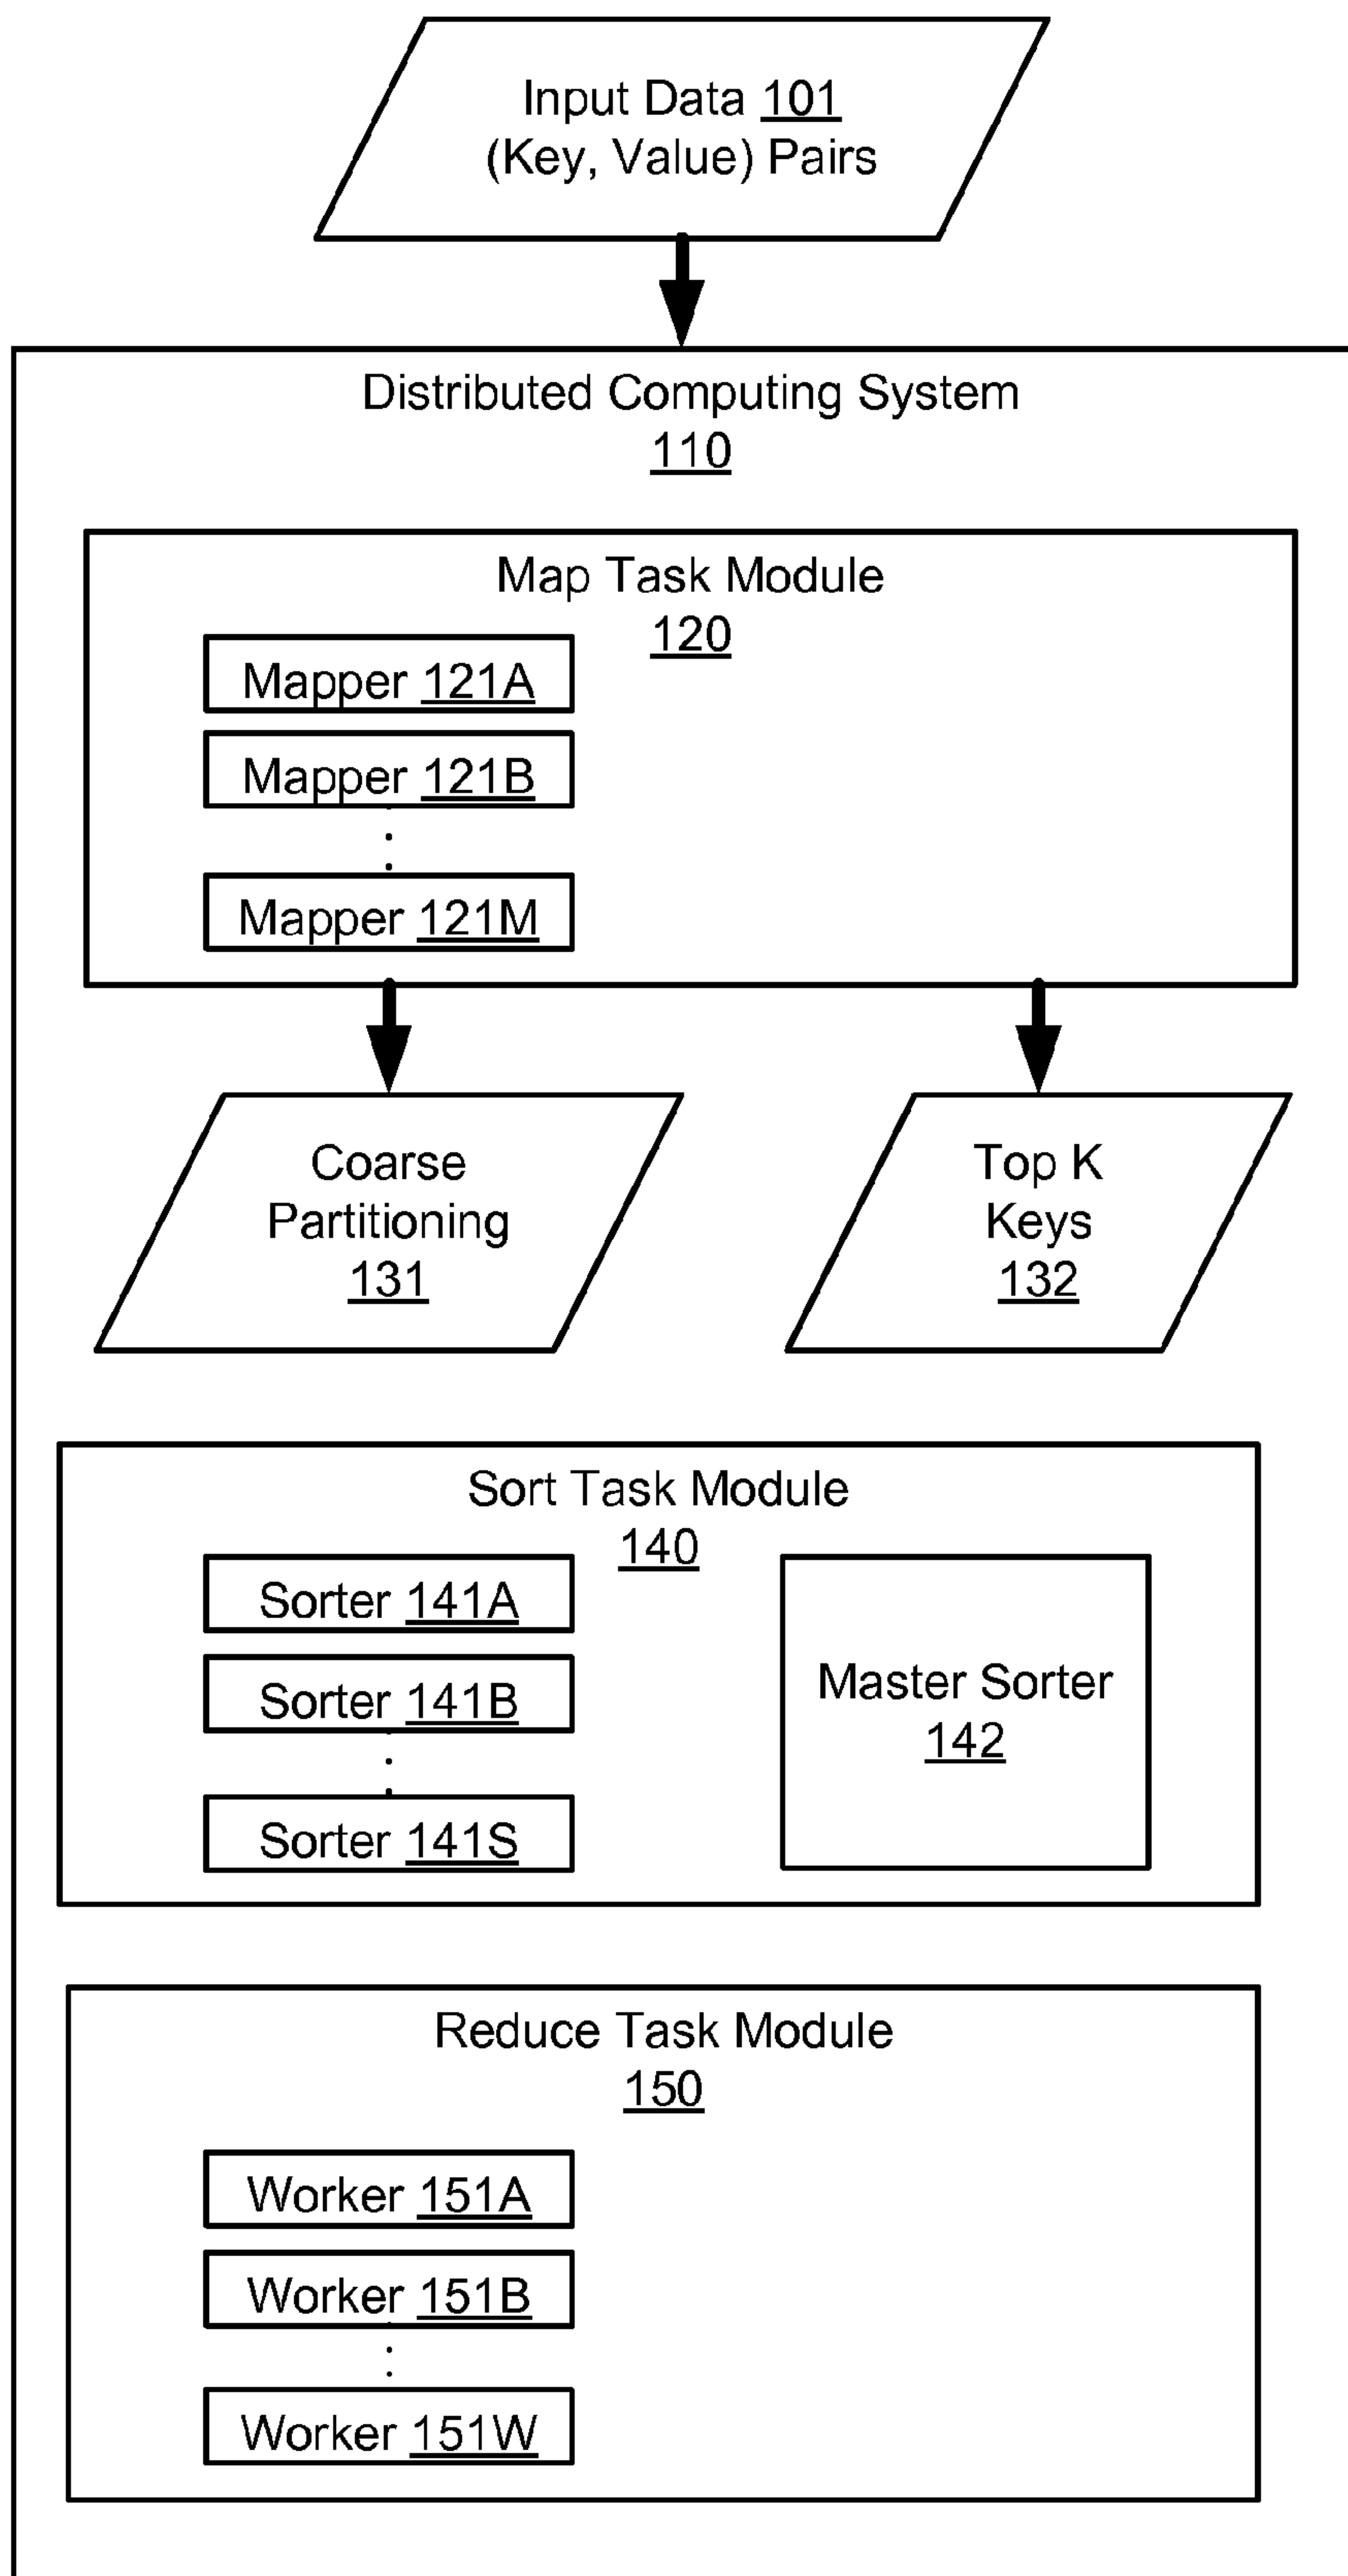 Input Data 101
(Key, Value) Pairs
Distributed Computing System
110
Map Task Module
120
Mapper 121A
Mapper 121B
Mapper 121M
Coarse
Partitioning
131
Top K
Keys
132
Sort Task Module
140
Sorter 141A
Sorter 141B
Sorter 141S
Master Sorter
142
Reduce Task Module
150
Worker 151A
Worker 151B
Worker 151W